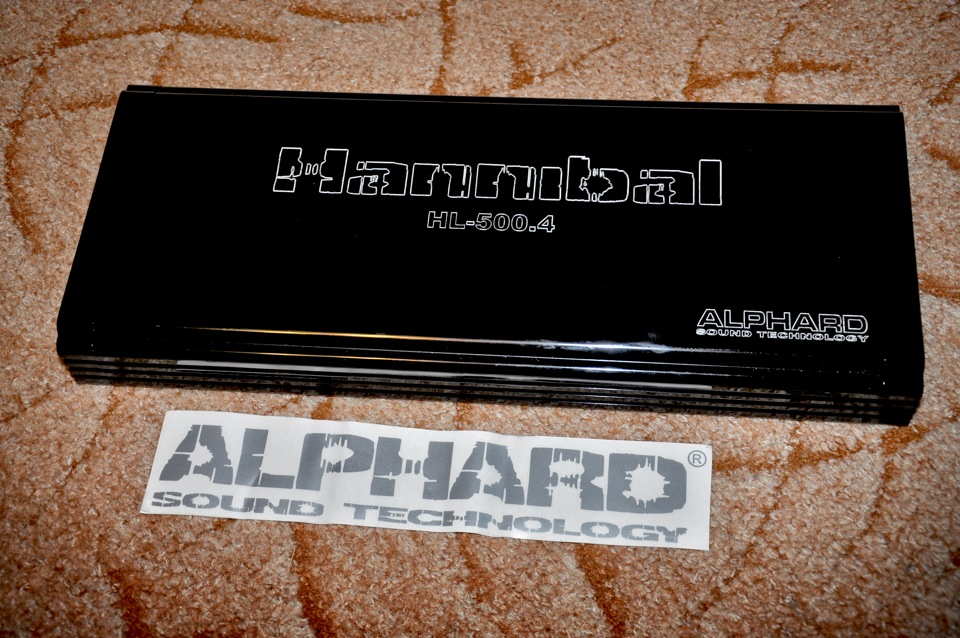 Hannibal
HL-500.4
ALPHARD
SOUND TECHNOLOGY
ALPHARD®
SOUND TECHNOLOGY